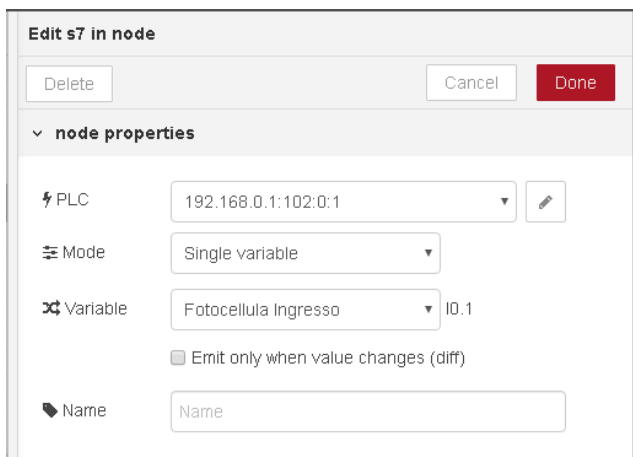 Edit s7 in node
Delete Cancel Done
node properties
PLC 192.168.0.1:102:0:1
Mode Single variable
Variable Fotocellula Ingresso I0.1
Emit only when value changes (diff)
Name Name